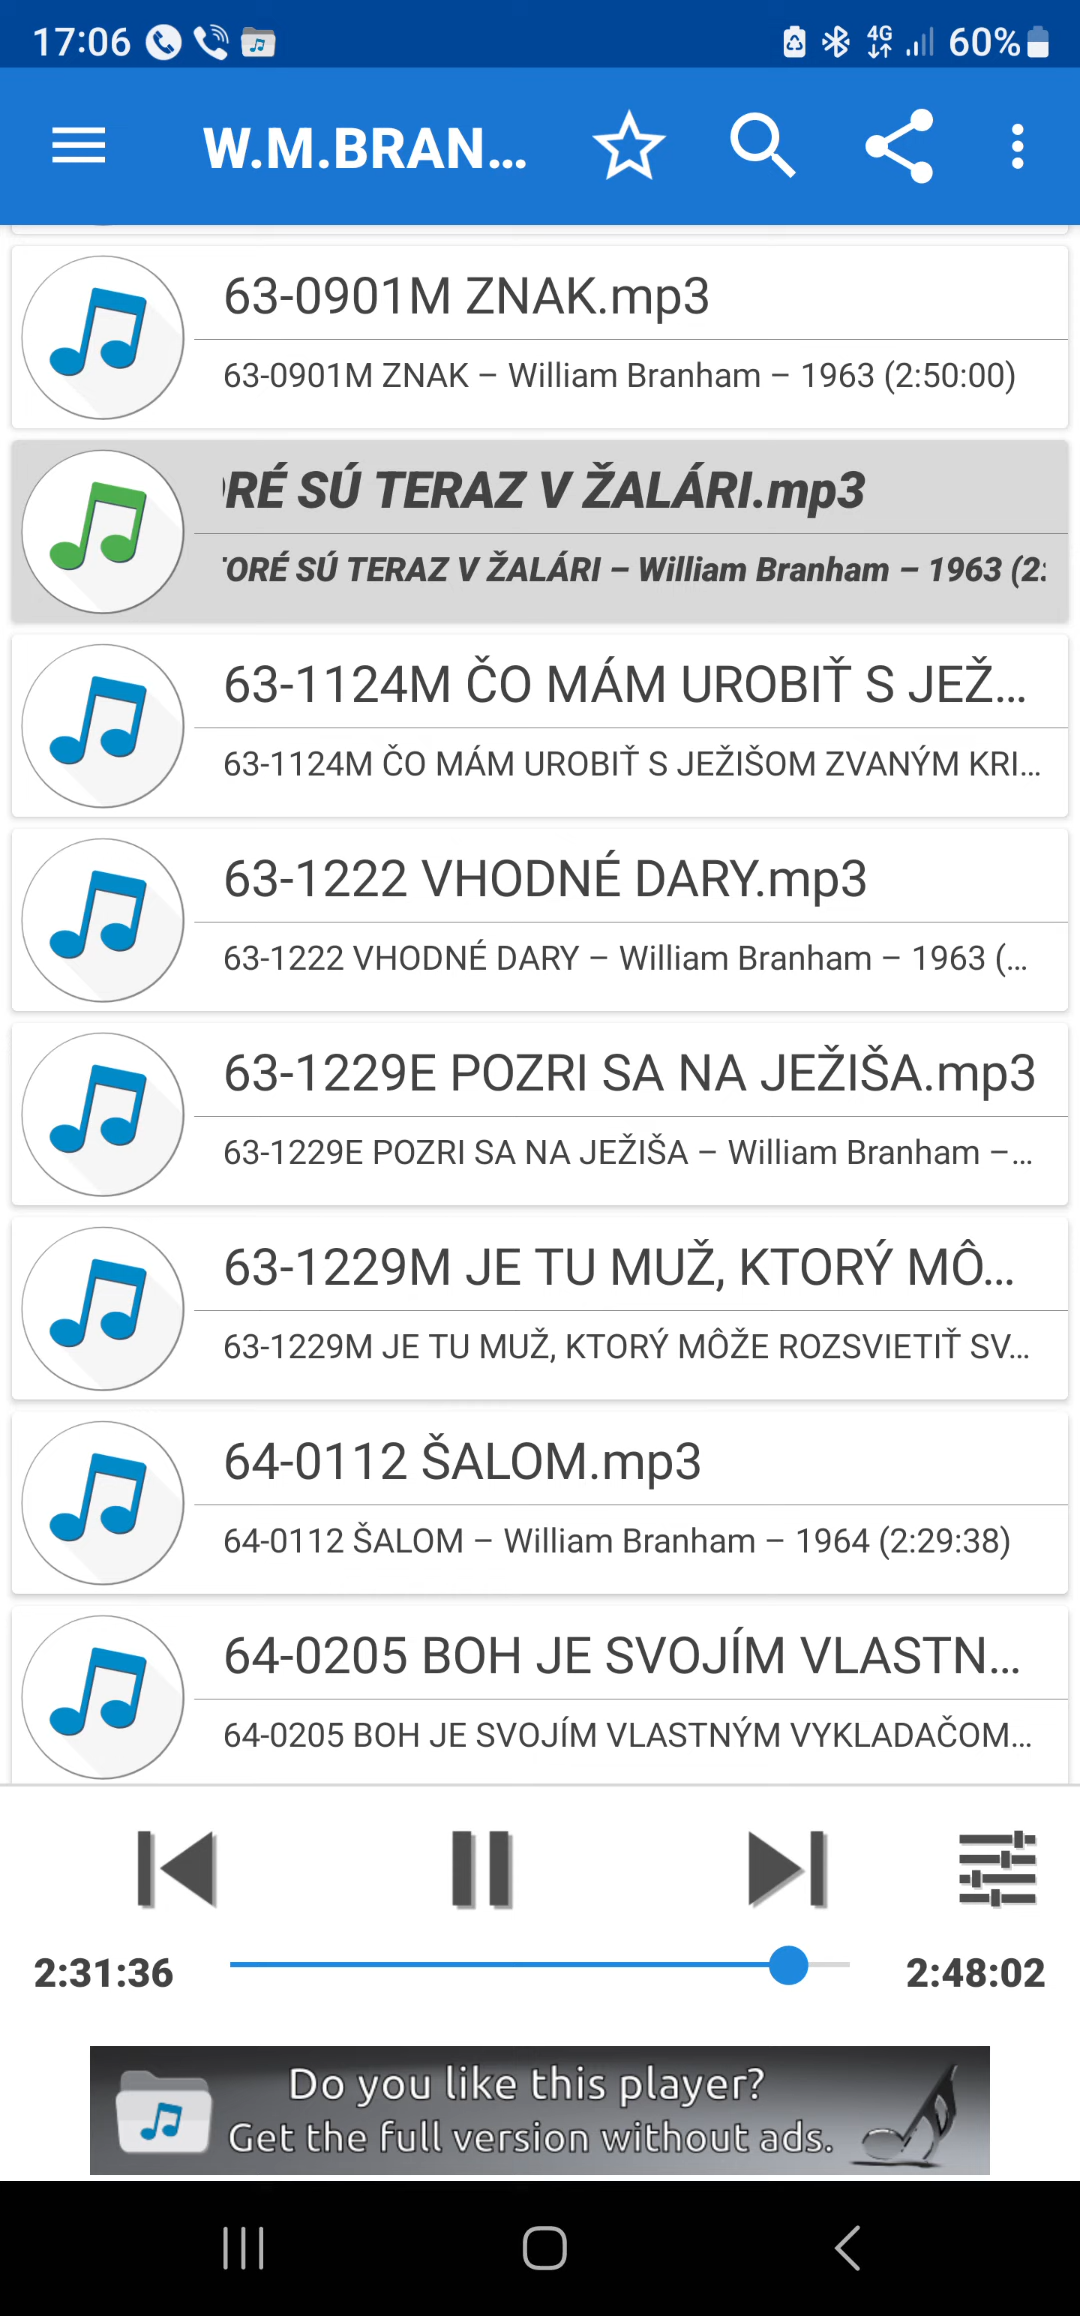 17:06
4G
60%
W.M.BRAN...
63-0901M ZNAK.mp3
63-0901M ZNAK – William Branham – 1963 (2:50:00)
RÉ SÚ TERAZ V ŽALÁRI.mp3
ORÉ SÚ TERAZ V ŽALÁRI – William Branham – 1963 (2:
63-1124M ČO MÁM UROBIŤ S JEŽ...
63-1124M ČO MÁM UROBIŤ S JEŽIŠOM ZVANÝM KRI...
63-1222 VHODNÉ DARY.mp3
63-1222 VHODNÉ DARY – William Branham – 1963 (...
63-1229E POZRI SA NA JEŽIŠA.mp3
63-1229E POZRI SA NA JEŽIŠA – William Branham –...
63-1229M JE TU MUŽ, KTORÝ MÔ...
63-1229M JE TU MUŽ, KTORÝ MÔŽE ROZSVIETIŤ SV...
64-0112 ŠALOM.mp3
64-0112 ŠALOM – William Branham – 1964 (2:29:38)
64-0205 BOH JE SVOJÍM VLASTN...
64-0205 BOH JE SVOJÍM VLASTNÝM VYKLADAČOM...
2:31:36
2:48:02
Do you like this player?
Get the full version without ads.